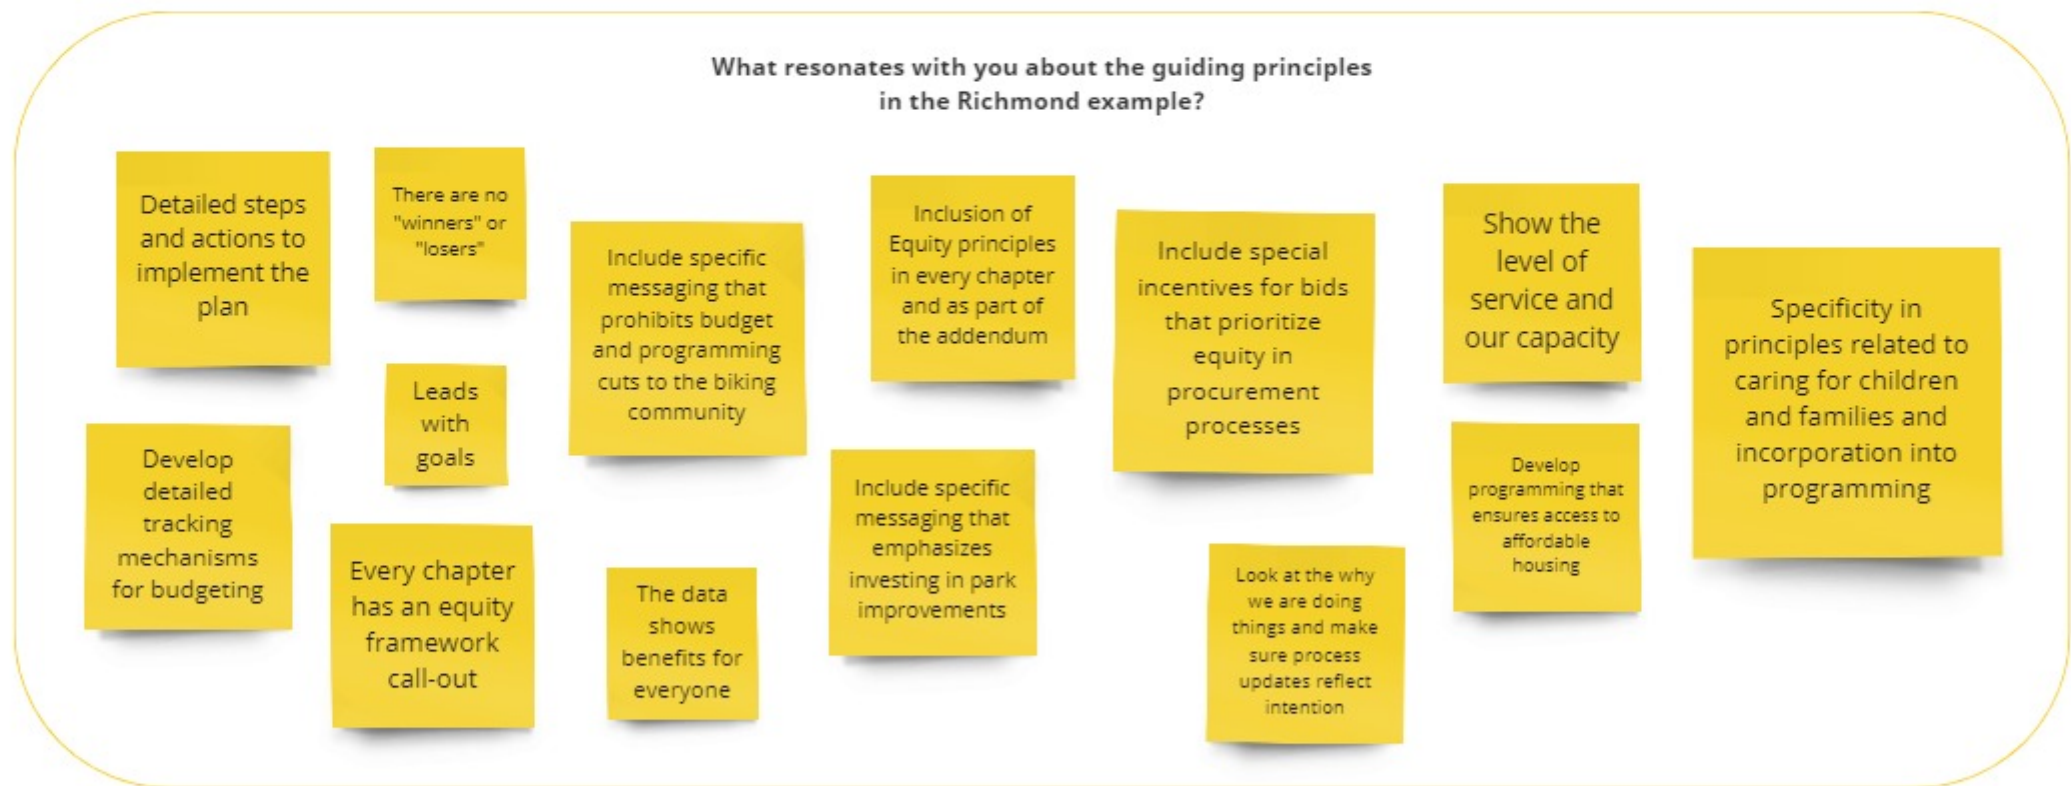 What resonates with you about the guiding principles
in the Richmond example?
Detailed steps
and actions to
implement the
plan
There are no
"winners" or
"losers"
Include specific
messaging that
prohibits budget
and programming
cuts to the biking
community
Inclusion of
Equity principles
in every chapter
and as part of
the addendum
Include special
incentives for bids
that prioritize
equity in
procurement
processes
Show the
level of
service and
our capacity
Specificity in
principles related to
caring for children
and families and
incorporation into
programming
Leads
with
goals
Develop
detailed
tracking
mechanisms
for budgeting
Every chapter
has an equity
framework
call-out
The data
shows
benefits for
everyone
Include specific
messaging that
emphasizes
investing in park
improvements
Develop
programming that
ensures access to
affordable
housing
Look at the why
we are doing
things and make
sure process
updates reflect
intention